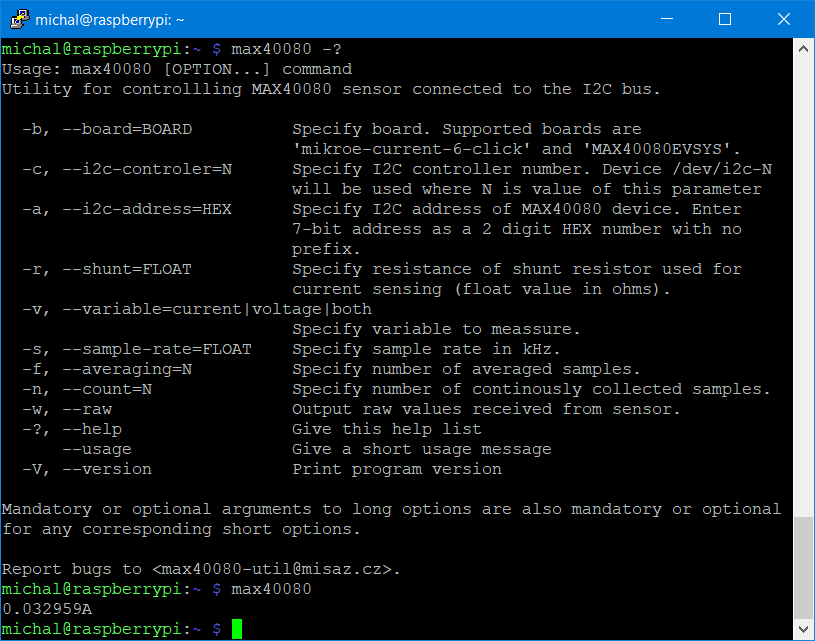 michal@raspberrypi: ~
michal@raspberrypi:~ $ max40080 -?
Usage: max40080 [OPTION...] command
Utility for controllling MAX40080 sensor connected to the I2C bus.

  -b, --board=BOARD          Specify board. Supported boards are
                             'mikroe-current-6-click' and 'MAX40080EVSYS'.
  -c, --i2c-controler=N      Specify I2C controller number. Device /dev/i2c-N
                             will be used where N is value of this parameter
  -a, --i2c-address=HEX      Specify I2C address of MAX40080 device. Enter
                             7-bit address as a 2 digit HEX number with no
                             prefix.
  -r, --shunt=FLOAT          Specify resistance of shunt resistor used for
                             current sensing (float value in ohms).
  -v, --variable=current|voltage|both
                             Specify variable to meassure.
  -s, --sample-rate=FLOAT    Specify sample rate in kHz.
  -f, --averaging=N          Specify number of averaged samples.
  -n, --count=N              Specify number of continously collected samples.
  -w, --raw                  Output raw values received from sensor.
  -?, --help                 Give this help list
      --usage                Give a short usage message
  -V, --version              Print program version

Mandatory or optional arguments to long options are also mandatory or optional
for any corresponding short options.

Report bugs to <max40080-util@misaz.cz>.
michal@raspberrypi:~ $ max40080
0.032959A
michal@raspberrypi:~ $